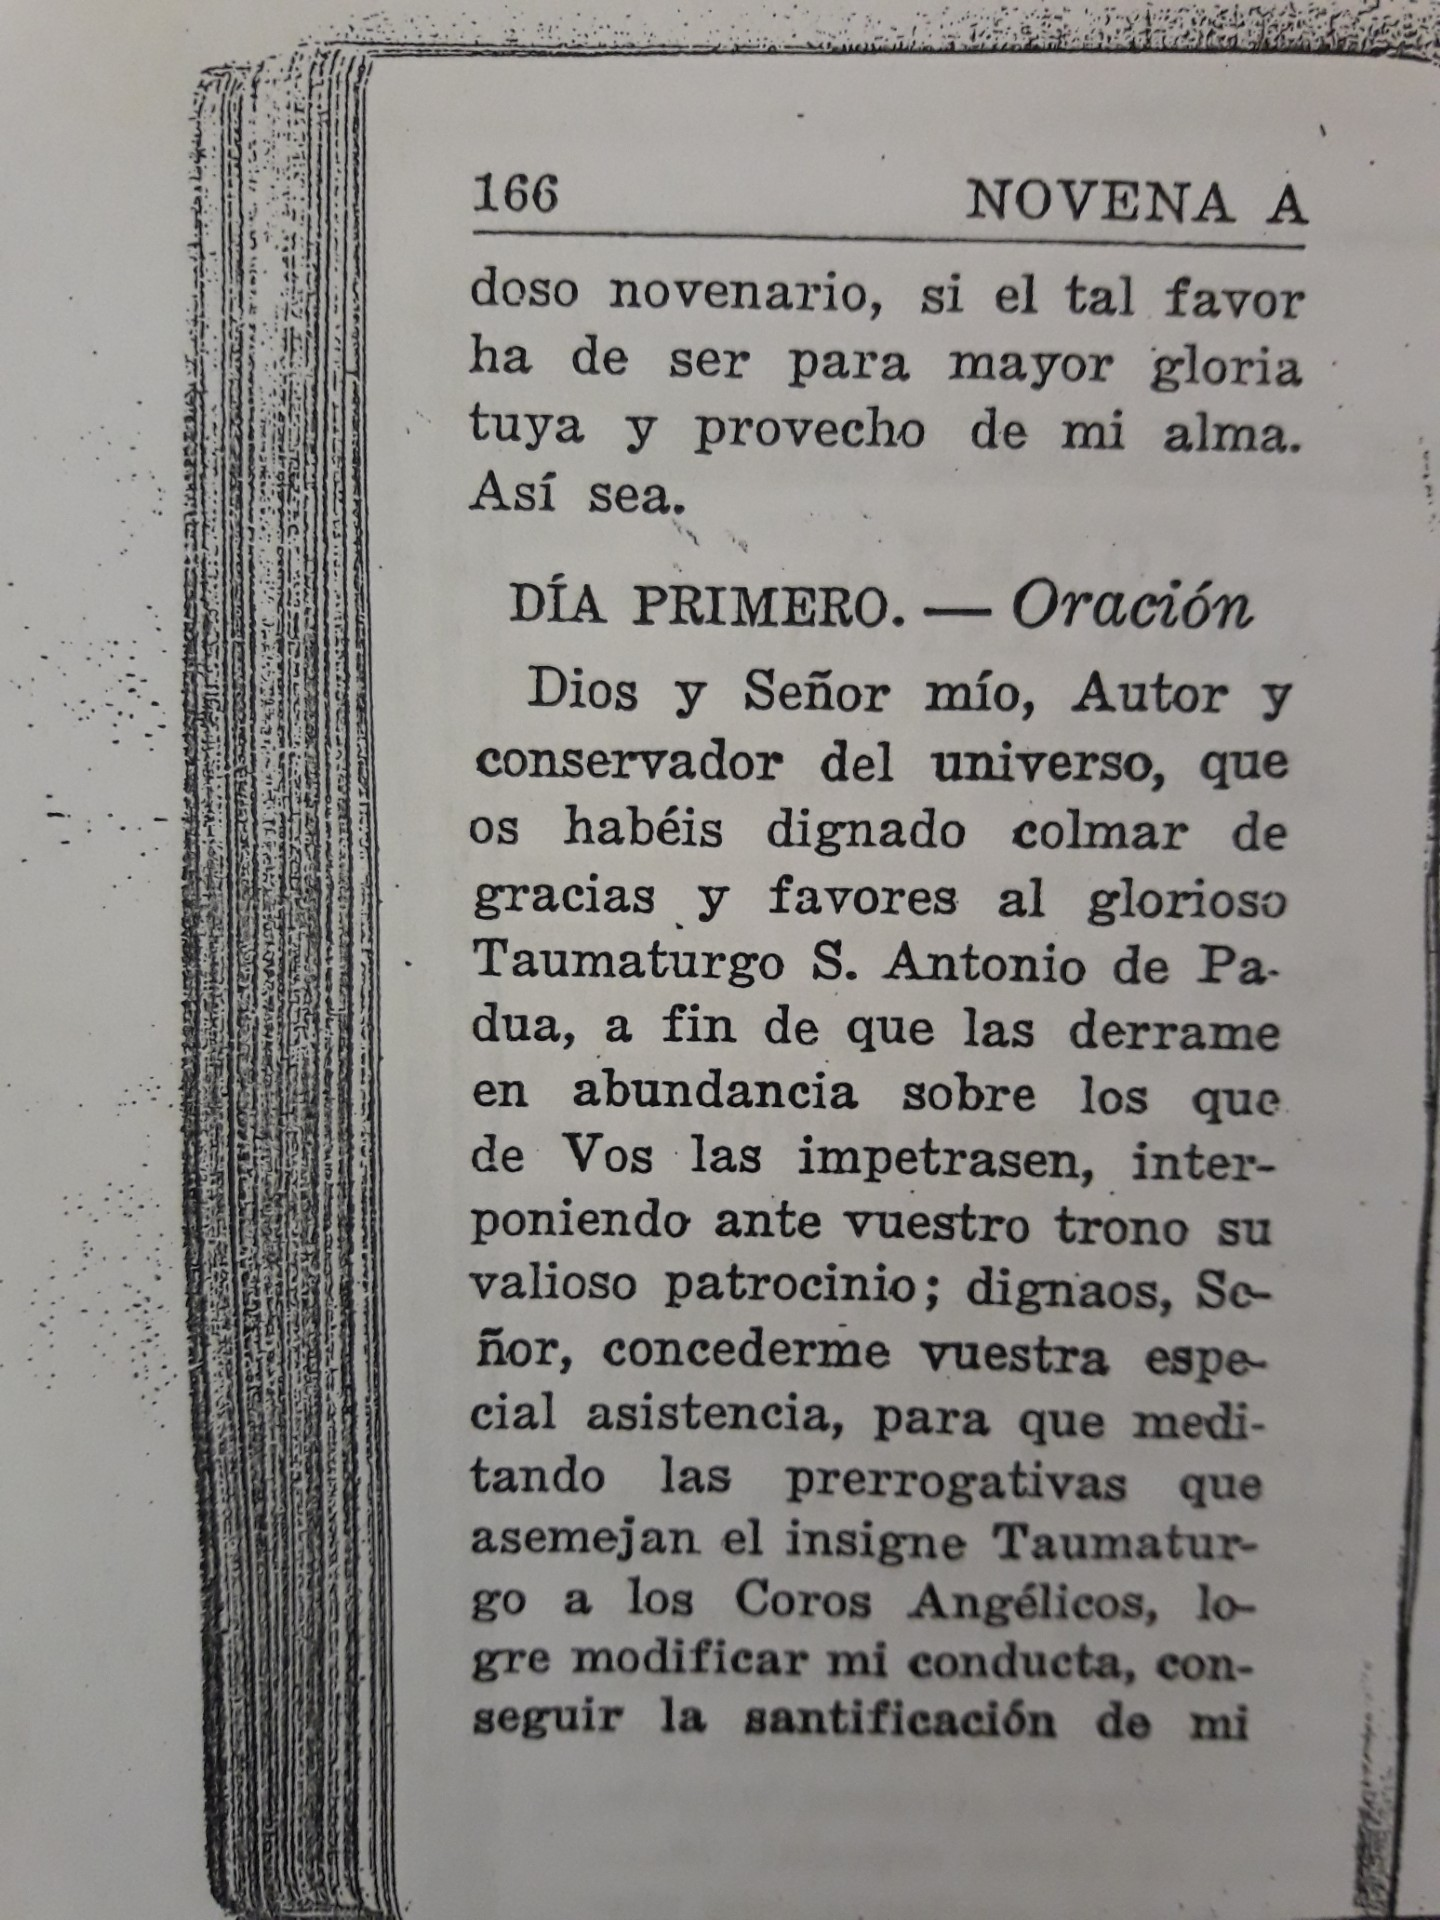 166 NOVENA A
doso novenario, si el tal favor
ha de ser para mayor gloria
tuya y provecho de mi alma.
Así sea.
DÍA PRIMERO. — Oración
Dios y Señor mío, Autor y
conservador del universo, que
os habéis dignado colmar de
gracias y favores al glorioso
Taumaturgo S. Antonio de Pa-
dua, a fin de que las derrame
en abundancia sobre los que
de Vos las impetrasen, inter-
poniendo ante vuestro trono su
valioso patrocinio; dignaos, Se-
ñor, concederme vuestra espe-
cial asistencia, para que medi-
tando las prerrogativas que
asemejan el insigne Taumatur-
go a los Coros Angélicos, lo-
gre modificar mi conducta, con-
seguir la santificación de mi